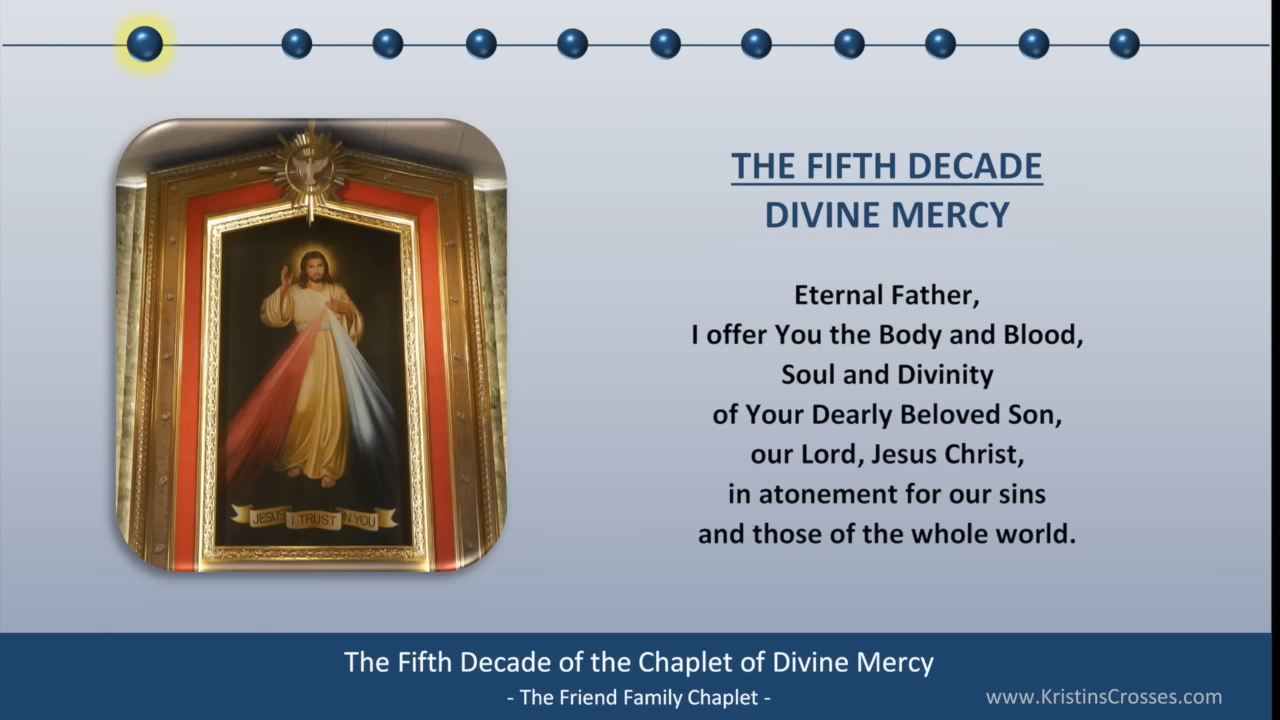 THE FIFTH DECADE
DIVINE MERCY
Eternal Father,
I offer You the Body and Blood,
Soul and Divinity
of Your Dearly Beloved Son,
our Lord, Jesus Christ,
in atonement for our sins
and those of the whole world.
JESUS I TRUST IN YOU
The Fifth Decade of the Chaplet of Divine Mercy
- The Friend Family Chaplet -
www.KristinsCrosses.com